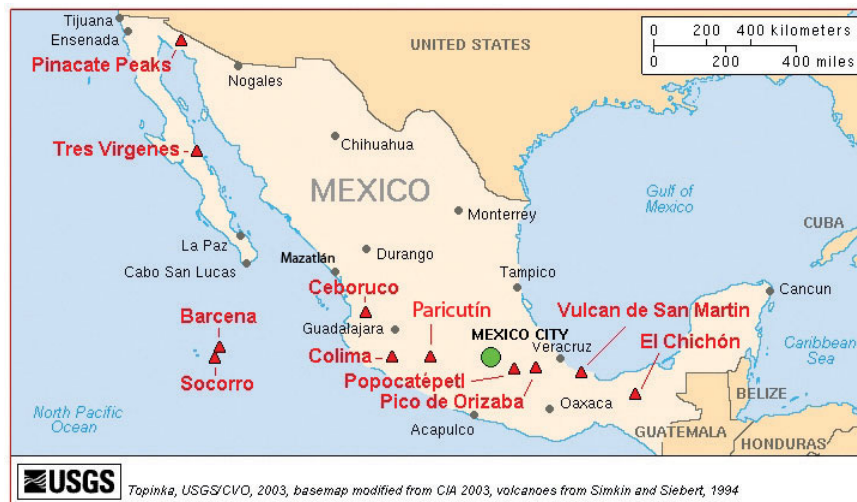 Tijuana
Ensenada
Pinacate Peaks
Nogales
UNITED STATES
0 200 400 kilometers
0 200 400 miles
Tres Virgenes
Chihuahua
MEXICO
Monterrey
Gulf of
Mexico
CUBA
La Paz
Cabo San Lucas
Mazatlán
Durango
Tampico
Cancun
Ceboruco
Barcena
Guadalajara
Paricutín
MEXICO CITY
Vulcan de San Martin
El Chichón
Veracruz
Caribbean
Sea
Colima
Socorro
Popocatépetl
Pico de Orizaba
BELIZE
North Pacific
Ocean
Acapulco
Oaxaca
GUATEMALA
HONDURAS
USGS
Topinka, USGS/CVO, 2003, basemap modified from CIA 2003, volcanoes from Simkin and Siebert, 1994